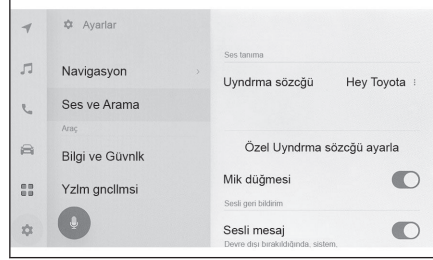 Ayarlar
Navigasyon
Ses ve Arama
Araç
Bilgi ve Güvnlk
Yzlm gncllmsi
Ses tanıma
Uyndrma sözcğü Hey Toyota
Özel Uyndrma sözcğü ayarla
Mik düğmesi
Sesli geri bildirim
Sesli mesaj
Devre dışı bırakıldığında, sistem,